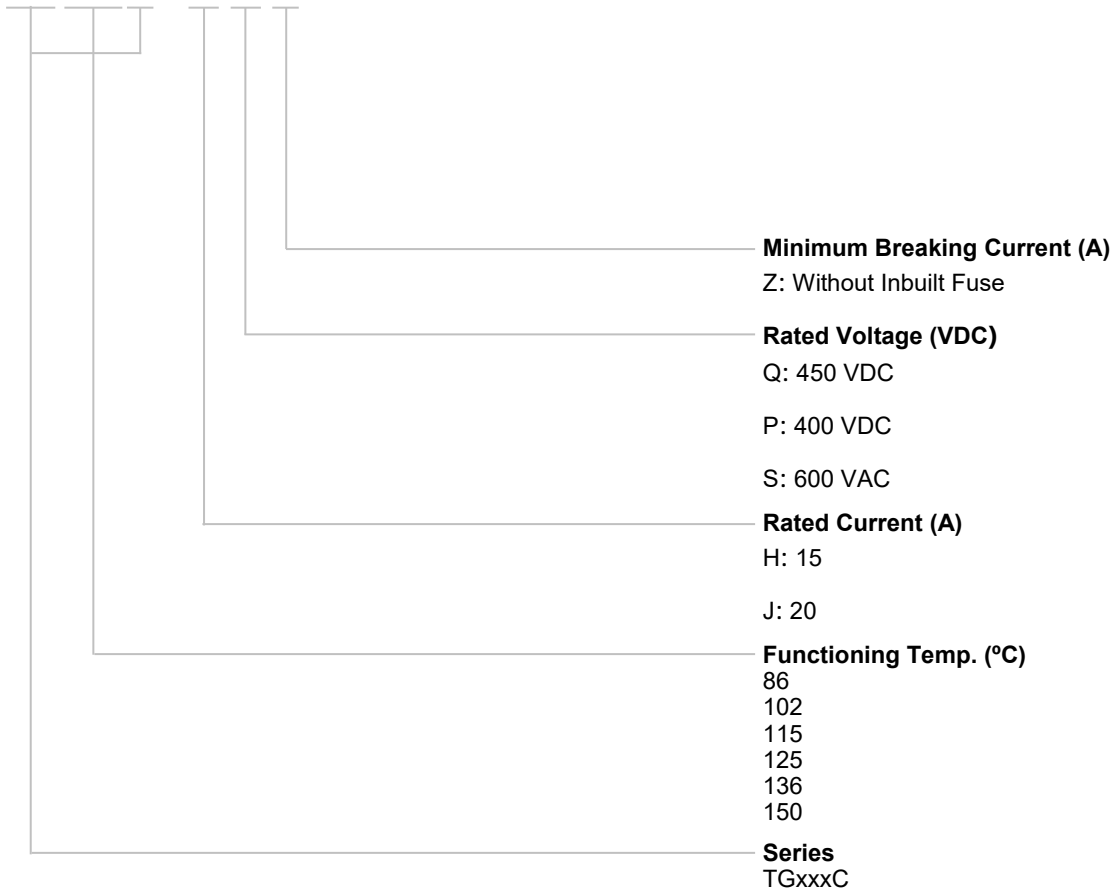 Minimum Breaking Current (A)
Z: Without Inbuilt Fuse
Rated Voltage (VDC)
Q: 450 VDC
P: 400 VDC
S: 600 VAC
Rated Current (A)
H: 15
J: 20
Functioning Temp. (ºC)
86
102
115
125
136
150
Series
TGxxxC